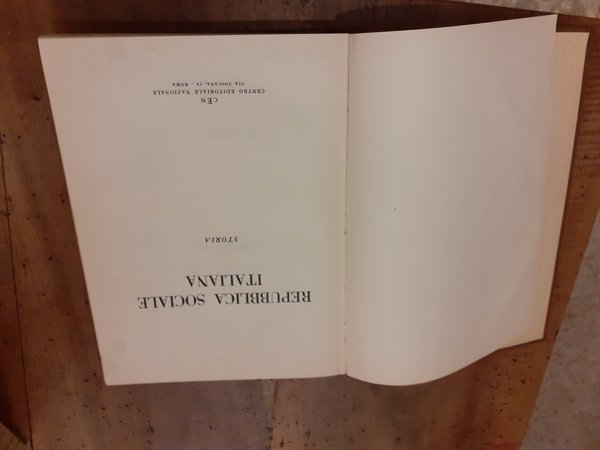 REPUBBLICA SOCIALE
ITALIANA
STORIA
CEN
CENTRO EDITORIALE NAZIONALE
VIA TOSCANA, 10 - ROMA